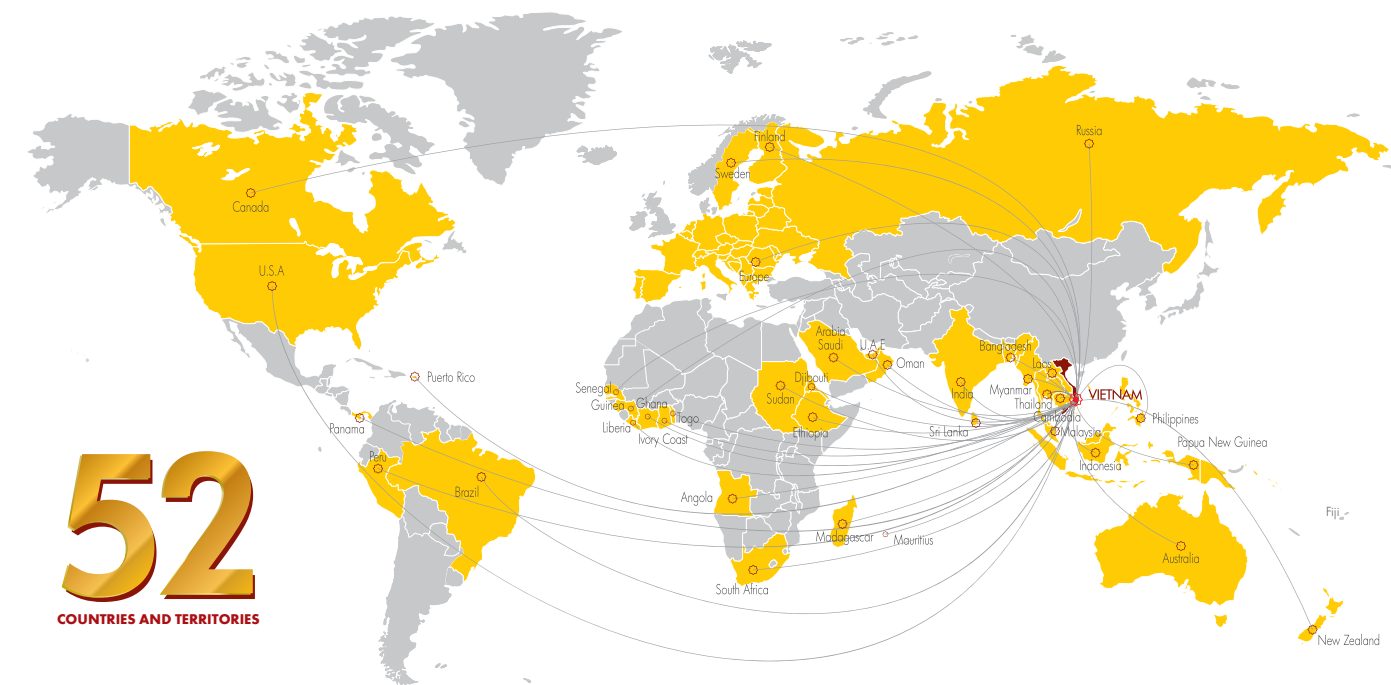 Canada
U.S.A
Puerto Rico
Panama
Peru
Brazil
Finland
Sweden
Europe
Russia
Senegal
Guinea
Liberia
Ghana
Togo
Ivory Coast
Arabia
Saudi
U.A.E
Oman
Djibouti
Sudan
Ethiopia
Angola
Madagascar
Mauritius
South Africa
India
Sri Lanka
Bangladesh
Myanmar
Laos
Thailand
VIETNAM
Cambodia
Malaysia
Philippines
Indonesia
Papua New Guinea
Fiji
Australia
New Zealand
52
COUNTRIES AND TERRITORIES